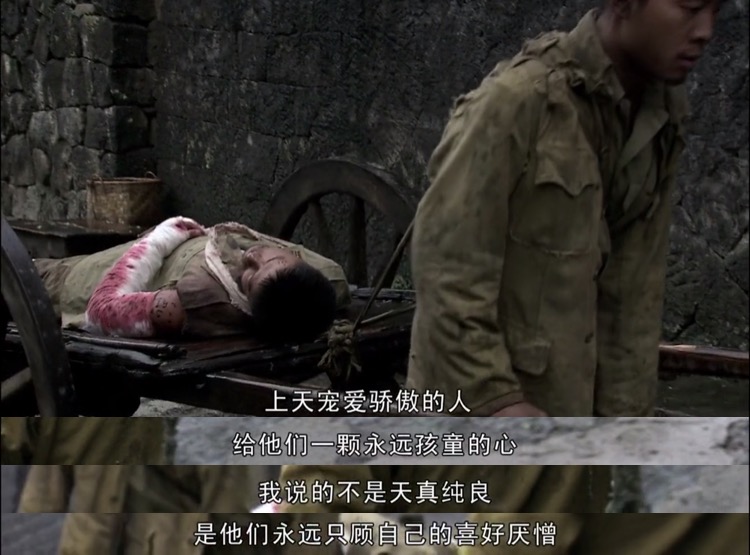 上天宠爱骄傲的人
给他们一颗永远孩童的心
我说的不是天真纯良
是他们永远只顾自己的喜好厌憎